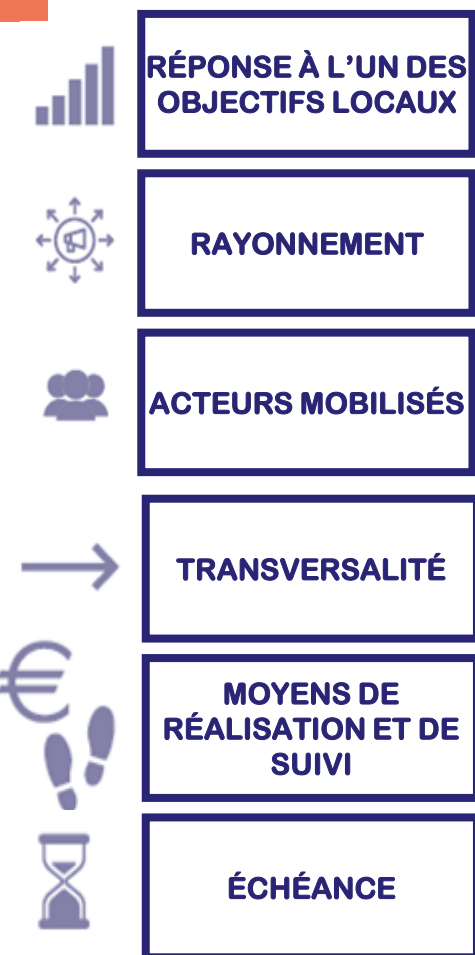 RÉPONSE À L’UN DES
OBJECTIFS LOCAUX
RAYONNEMENT
ACTEURS MOBILISÉS
TRANSVERSALITÉ
MOYENS DE
RÉALISATION ET DE
SUIVI
ÉCHÉANCE